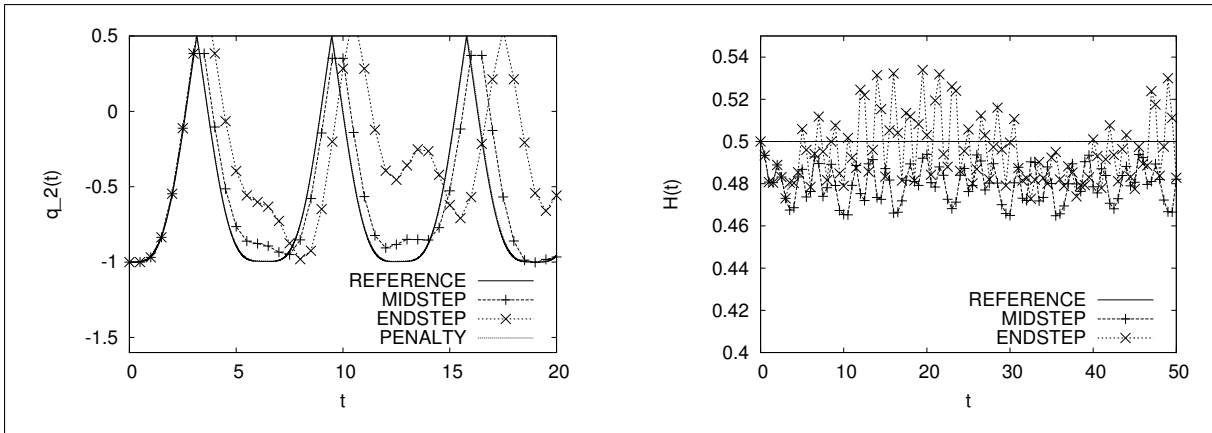 0.5
0
-0.5
-1
-1.5
0 5 10 15 20
q_2(t)
t
REFERENCE
MIDSTEP
ENDSTEP
PENALTY
0.54
0.52
0.5
0.48
0.46
0.44
0.42
0.4
0 10 20 30 40 50
H(t)
t
REFERENCE
MIDSTEP
ENDSTEP